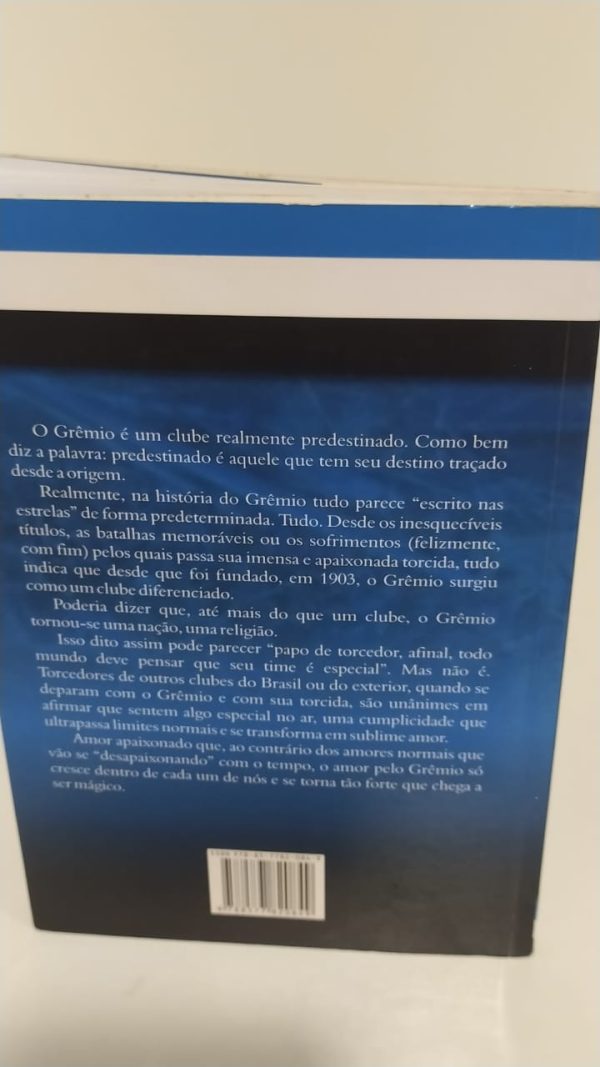 O Grêmio é um clube realmente predestinado. Como bem
diz a palavra: predestinado é aquele que tem seu destino traçado
desde a origem.
Realmente, na história do Grêmio tudo parece “escrito nas
estrelas” de forma predeterminada. Tudo. Desde os inesquecíveis
títulos, as batalhas memoráveis ou os sofrimentos (felizmente,
com fim) pelos quais passa sua imensa e apaixonada torcida, tudo
indica que desde que foi fundado, em 1903, o Grêmio surgiu
como um clube diferenciado.
Poderia dizer que, até mais do que um clube, o Grêmio
tornou-se uma nação, uma religião.
Isso dito assim pode parecer “papo de torcedor, afinal, todo
mundo deve pensar que seu time é especial”. Mas não é.
Torcedores de outros clubes do Brasil ou do exterior, quando se
deparam com o Grêmio e com sua torcida, são unânimes em
afirmar que sentem algo especial no ar, uma cumplicidade que
ultrapassa limites normais e se transforma em sublime amor.
Amor apaixonado que, ao contrário dos amores normais que
vão se “desapaixonando” com o tempo, o amor pelo Grêmio só
cresce dentro de cada um de nós e se torna tão forte que chega a
ser mágico.